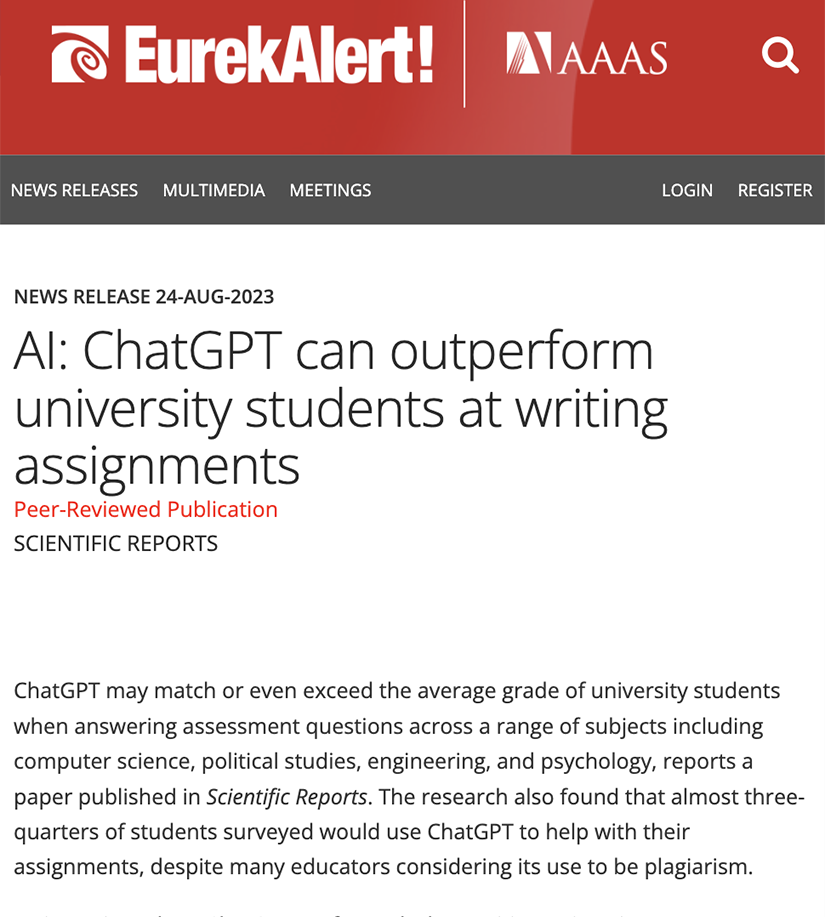 EurekAlert! AAAS
NEWS RELEASES MULTIMEDIA MEETINGS LOGIN REGISTER
NEWS RELEASE 24-AUG-2023
AI: ChatGPT can outperform
university students at writing
assignments
Peer-Reviewed Publication
SCIENTIFIC REPORTS
ChatGPT may match or even exceed the average grade of university students
when answering assessment questions across a range of subjects including
computer science, political studies, engineering, and psychology, reports a
paper published in Scientific Reports. The research also found that almost three-
quarters of students surveyed would use ChatGPT to help with their
assignments, despite many educators considering its use to be plagiarism.